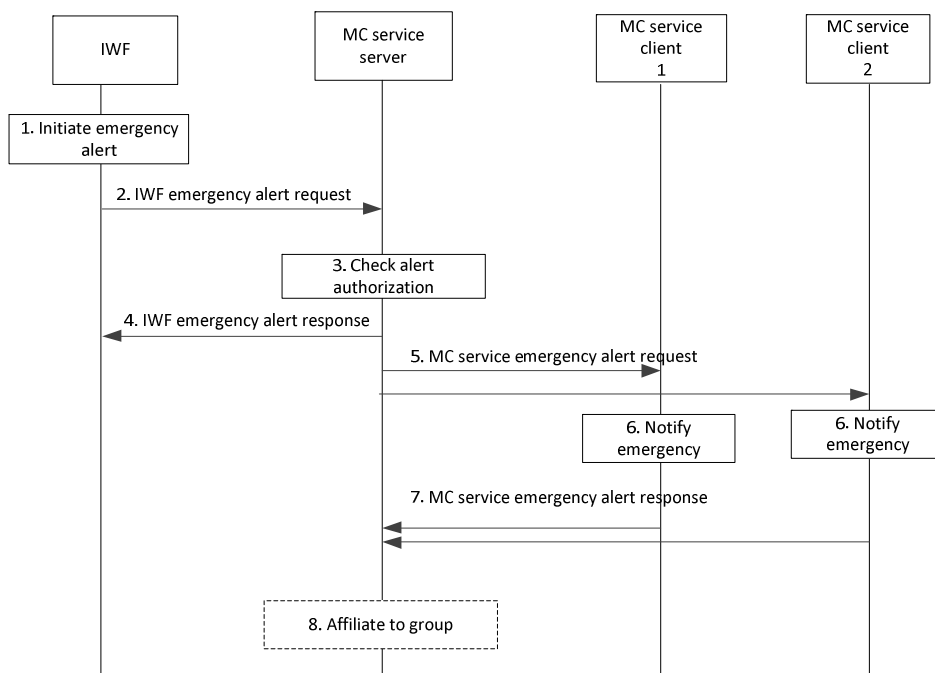 IWF
MC service
server
MC service
client
1
MC service
client
2
1. Initiate emergency
alert
2. IWF emergency alert request
3. Check alert
authorization
4. IWF emergency alert response
5. MC service emergency alert request
6. Notify
emergency
6. Notify
emergency
7. MC service emergency alert response
8. Affiliate to group